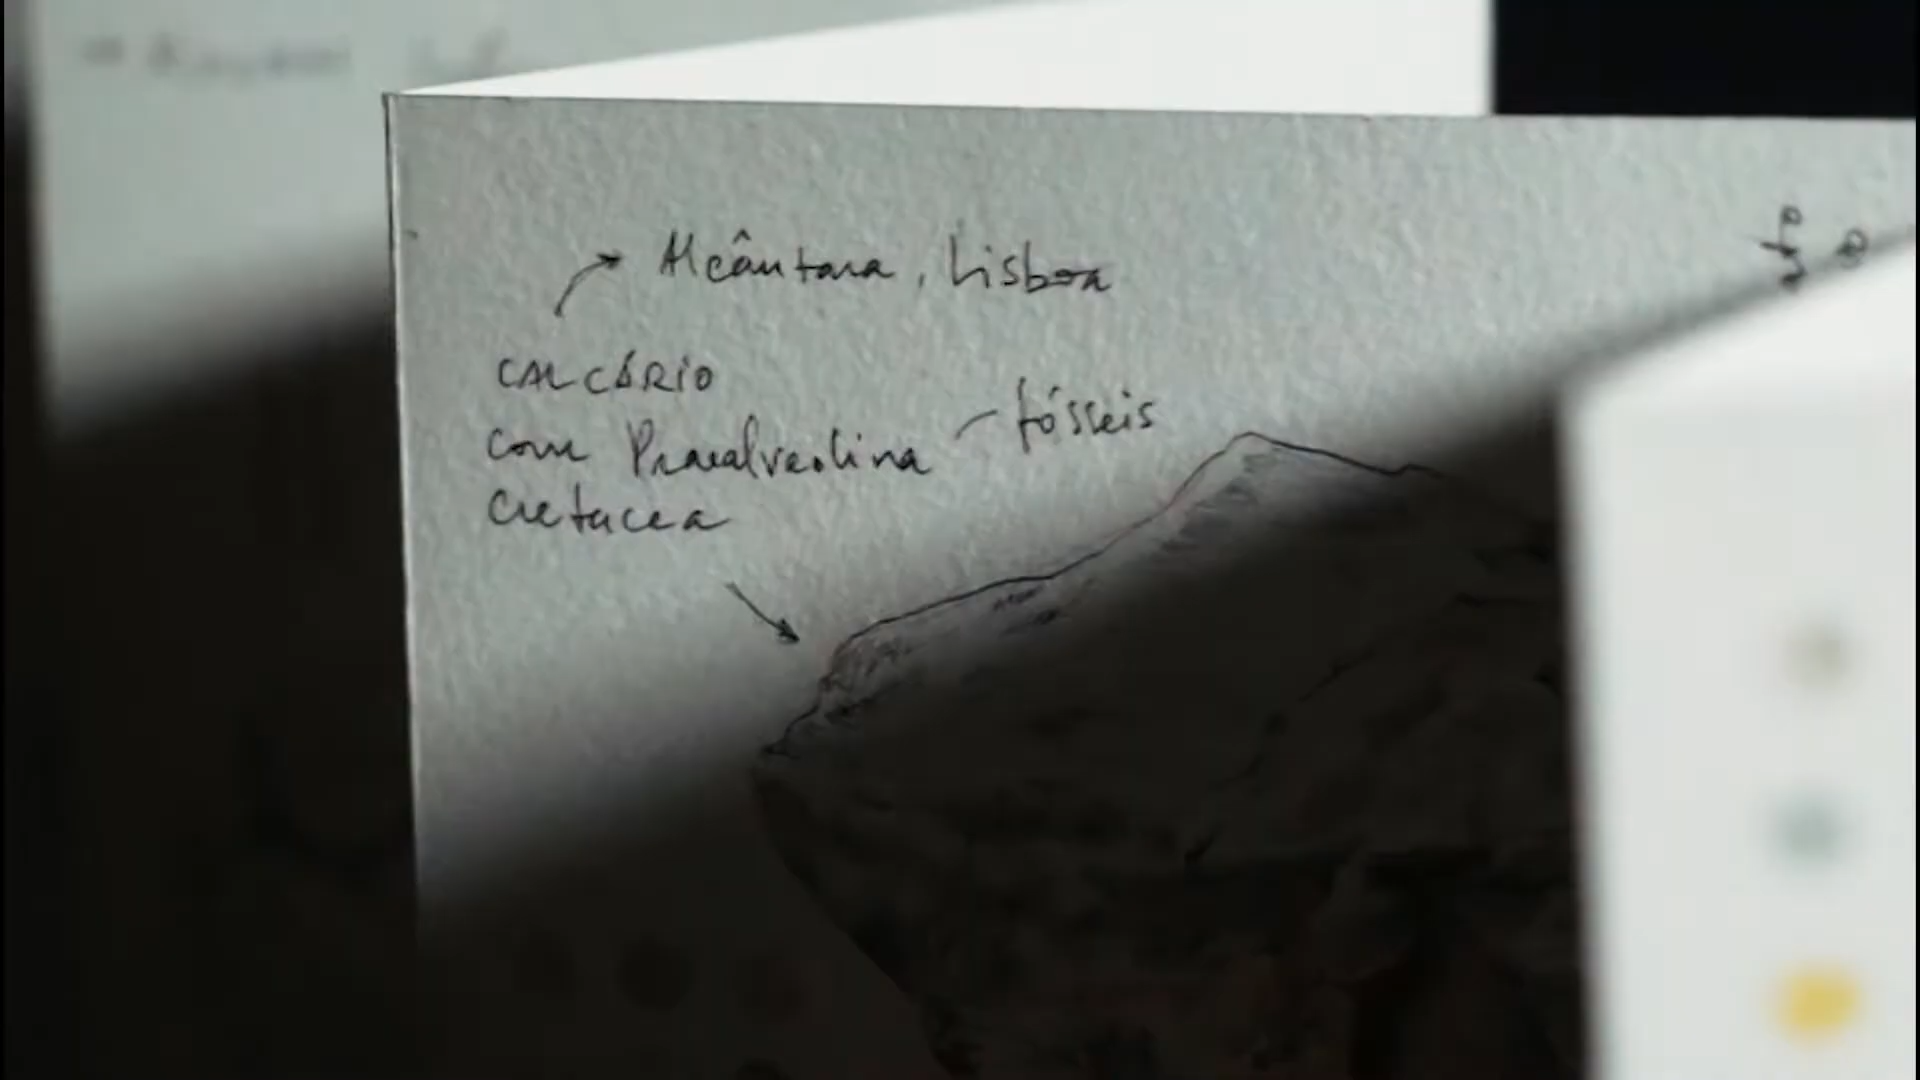 Alcântara, Lisboa
CALCÁRIO
com Praealveolina – fósseis
cretacea